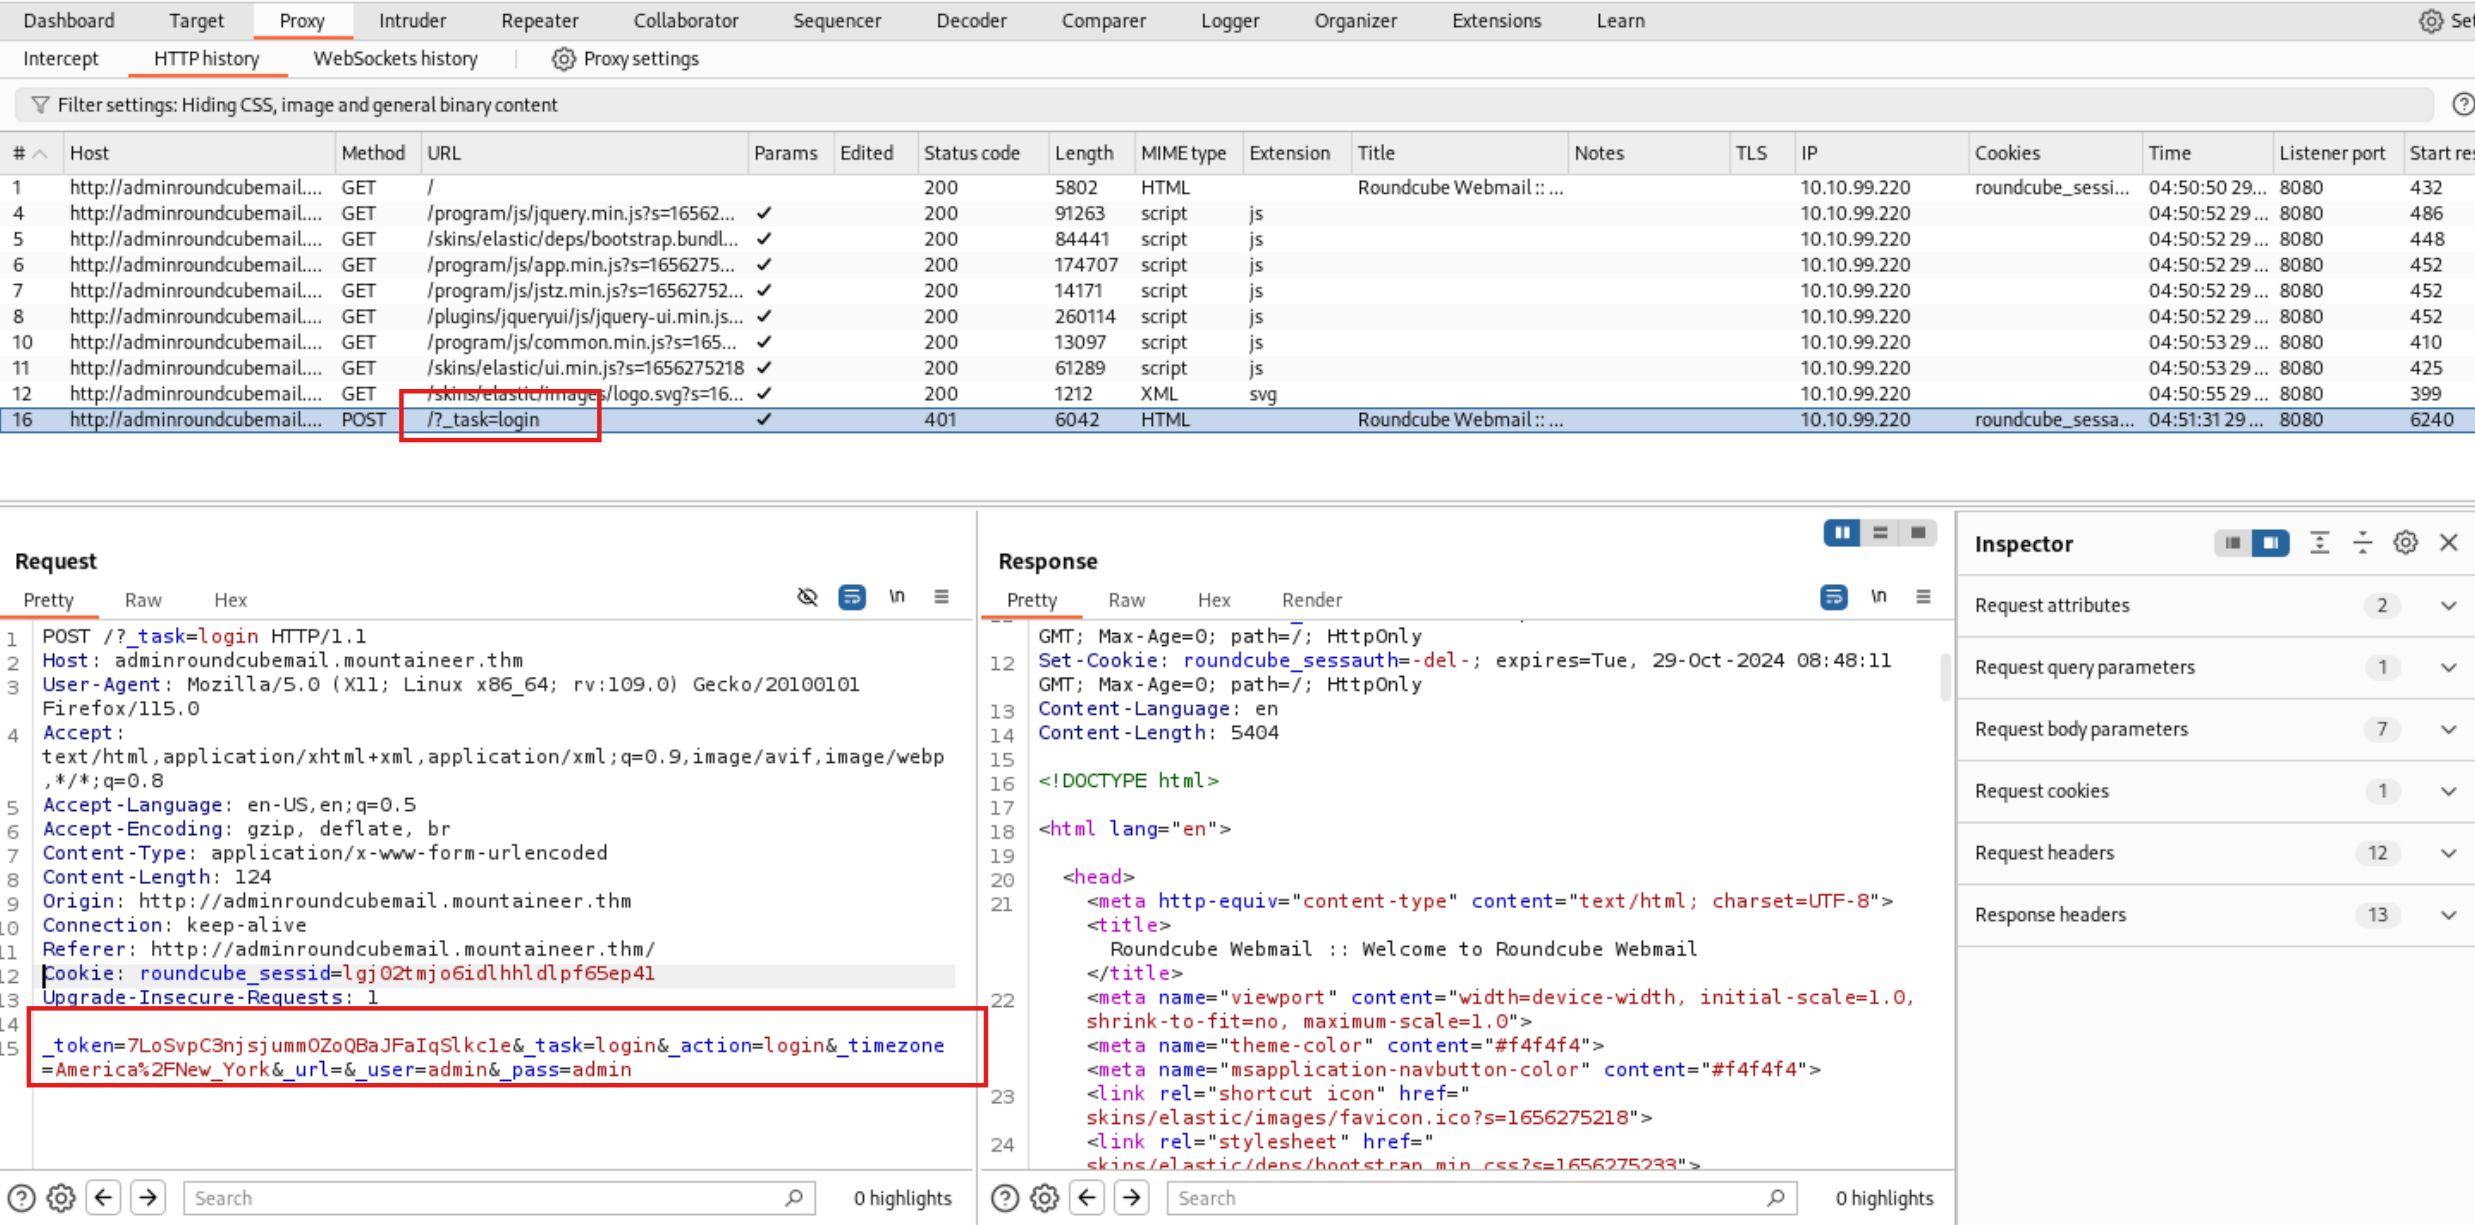 Dashboard Target Proxy Intruder Repeater Collaborator Sequencer Decoder Comparer Logger Organizer Extensions Learn Set
Intercept HTTP history WebSockets history Proxy settings
Filter settings: Hiding CSS, image and general binary content
# Host Method URL Params Edited Status code Length MIME type Extension Title Notes TLS IP Cookies Time Listener port Start res
1 http://adminroundcubemail.... GET / 200 5802 HTML Roundcube Webmail :: ... 10.10.99.220 roundcube_sessi... 04:50:50 29 ... 8080 432
4 http://adminroundcubemail.... GET /program/js/jquery.min.js?s=16562... ✓ 200 91263 script js 10.10.99.220 04:50:52 29 ... 8080 486
5 http://adminroundcubemail.... GET /skins/elastic/deps/bootstrap.bundl... ✓ 200 84441 script js 10.10.99.220 04:50:52 29 ... 8080 448
6 http://adminroundcubemail.... GET /program/js/app.min.js?s=1656275... ✓ 200 174707 script js 10.10.99.220 04:50:52 29 ... 8080 452
7 http://adminroundcubemail.... GET /program/js/jstz.min.js?s=16562752... ✓ 200 14171 script js 10.10.99.220 04:50:52 29 ... 8080 452
8 http://adminroundcubemail.... GET /plugins/jqueryui/js/jquery-ui.min.js... ✓ 200 260114 script js 10.10.99.220 04:50:52 29 ... 8080 452
10 http://adminroundcubemail.... GET /program/js/common.min.js?s=165... ✓ 200 13097 script js 10.10.99.220 04:50:53 29 ... 8080 410
11 http://adminroundcubemail.... GET /skins/elastic/ui.min.js?s=1656275218 ✓ 200 61289 script js 10.10.99.220 04:50:53 29 ... 8080 425
12 http://adminroundcubemail.... GET /skins/elastic/images/logo.svg?s=16... ✓ 200 1212 XML svg 10.10.99.220 04:50:55 29 ... 8080 399
16 http://adminroundcubemail.... POST /?_task=login ✓ 401 6042 HTML Roundcube Webmail :: ... 10.10.99.220 roundcube_sessa... 04:51:31 29 ... 8080 6240
Request
Pretty Raw Hex \n
1 POST /?_task=login HTTP/1.1
2 Host: adminroundcubemail.mountaineer.thm
3 User-Agent: Mozilla/5.0 (X11; Linux x86_64; rv:109.0) Gecko/20100101
Firefox/115.0
4 Accept:
text/html,application/xhtml+xml,application/xml;q=0.9,image/avif,image/webp
,*/*;q=0.8
5 Accept-Language: en-US,en;q=0.5
6 Accept-Encoding: gzip, deflate, br
7 Content-Type: application/x-www-form-urlencoded
8 Content-Length: 124
9 Origin: http://adminroundcubemail.mountaineer.thm
10 Connection: keep-alive
11 Referer: http://adminroundcubemail.mountaineer.thm/
12 Cookie: roundcube_sessid=lgj02tmjo6idlhhldlpf65ep41
13 Upgrade-Insecure-Requests: 1
14
15 _token=7LoSvpC3njsjummOZoQBaJFaIqSlkc1e&_task=login&_action=login&_timezone
=America%2FNew_York&_url=&_user=admin&_pass=admin
Search 0 highlights
Response
Pretty Raw Hex Render \n
GMT; Max-Age=0; path=/; HttpOnly
12 Set-Cookie: roundcube_sessauth=-del-; expires=Tue, 29-Oct-2024 08:48:11
GMT; Max-Age=0; path=/; HttpOnly
13 Content-Language: en
14 Content-Length: 5404
15
16 <!DOCTYPE html>
17
18 <html lang="en">
19
20 <head>
21 <meta http-equiv="content-type" content="text/html; charset=UTF-8">
<title>
Roundcube Webmail :: Welcome to Roundcube Webmail
</title>
22 <meta name="viewport" content="width=device-width, initial-scale=1.0,
shrink-to-fit=no, maximum-scale=1.0">
<meta name="theme-color" content="#f4f4f4">
<meta name="msapplication-navbutton-color" content="#f4f4f4">
23 <link rel="shortcut icon" href="
skins/elastic/images/favicon.ico?s=1656275218">
24 <link rel="stylesheet" href="
skins/elastic/deps/bootstrap.min.css?s=1656275233">
Search 0 highlights
Inspector
Request attributes 2
Request query parameters 1
Request body parameters 7
Request cookies 1
Request headers 12
Response headers 13